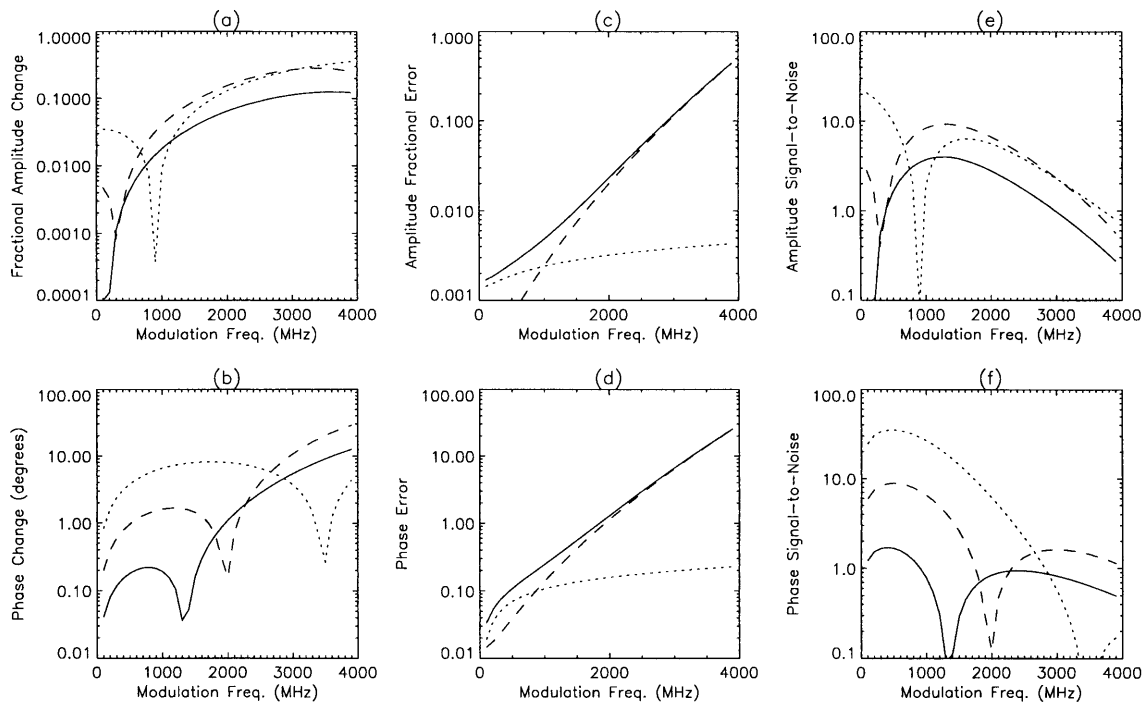 (a)
Fractional Amplitude Change
1.0000
0.1000
0.0100
0.0010
0.0001
0 1000 2000 3000 4000
Modulation Freq. (MHz)
(c)
Amplitude Fractional Error
1.000
0.100
0.010
0.001
0 2000 4000
Modulation Freq. (MHz)
(e)
Amplitude Signal-to-Noise
100.0
10.0
1.0
0.1
0 1000 2000 3000 4000
Modulation Freq. (MHz)
(b)
Phase Change (degrees)
100.00
10.00
1.00
0.10
0.01
0 1000 2000 3000 4000
Modulation Freq. (MHz)
(d)
Phase Error
100.00
10.00
1.00
0.10
0.01
0 2000 4000
Modulation Freq. (MHz)
(f)
Phase Signal-to-Noise
100.0
10.0
1.0
0.1
0 1000 2000 3000 4000
Modulation Freq. (MHz)